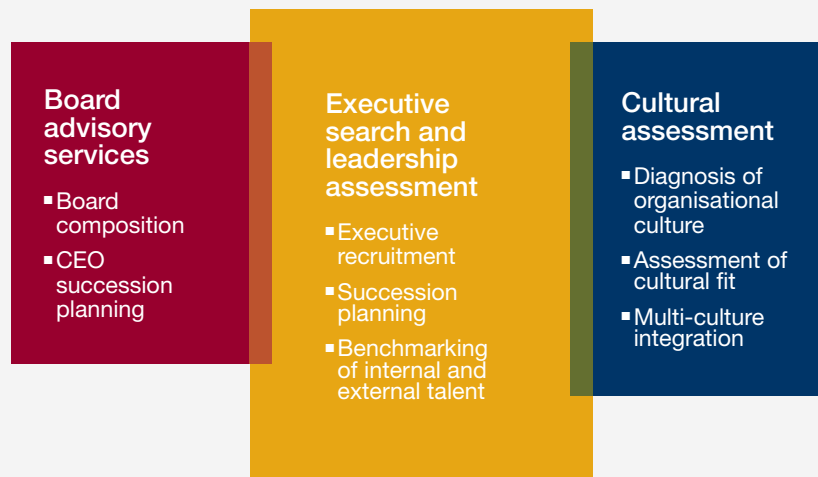 Board
advisory
services
▪Board
composition
▪CEO
succession
planning
Executive
search and
leadership
assessment
▪Executive
recruitment
▪Succession
planning
▪Benchmarking
of internal and
external talent
Cultural
assessment
▪Diagnosis of
organisational
culture
▪Assessment of
cultural fit
▪Multi-culture
integration